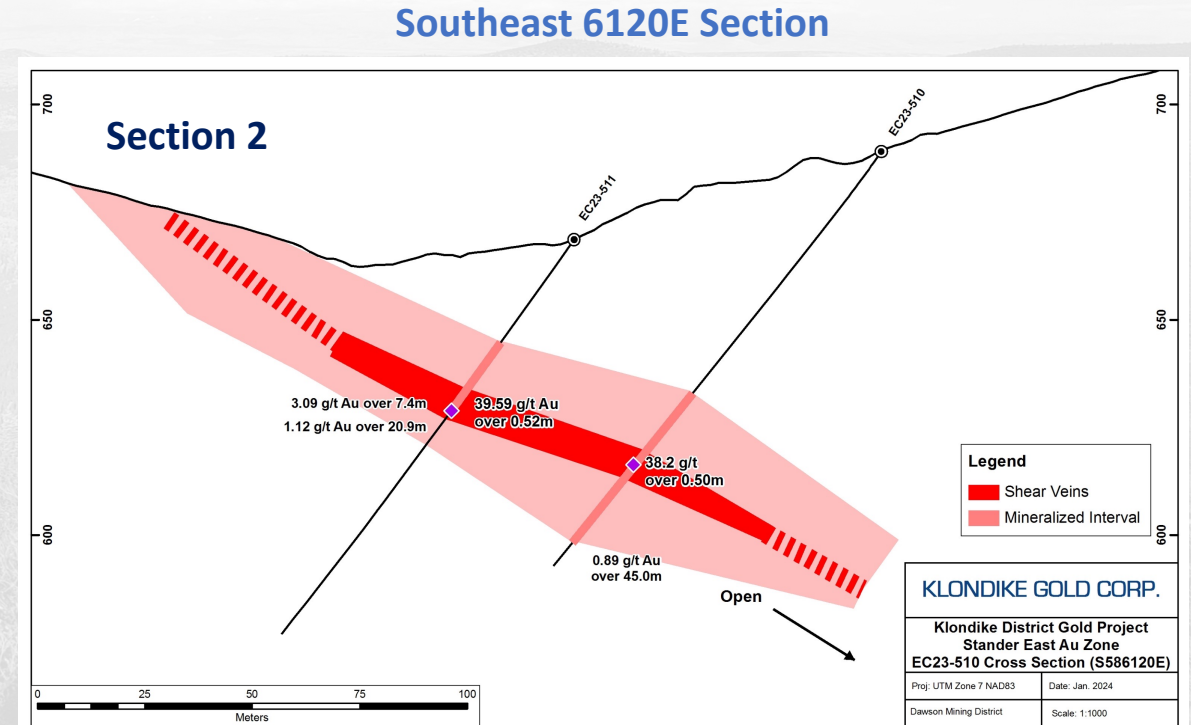 Southeast 6120E Section
Section 2
700
700
650
650
600
600
EC23-511
EC23-510
3.09 g/t Au over 7.4m
1.12 g/t Au over 20.9m
39.59 g/t Au
over 0.52m
38.2 g/t
over 0.50m
0.89 g/t Au
over 45.0m
Open
Legend
Shear Veins
Mineralized Interval
KLONDIKE GOLD CORP.
Klondike District Gold Project
Stander East Au Zone
EC23-510 Cross Section (S586120E)
Proj: UTM Zone 7 NAD83
Date: Jan. 2024
Dawson Mining District
Scale: 1:1000
0 25 50 75 100
Meters